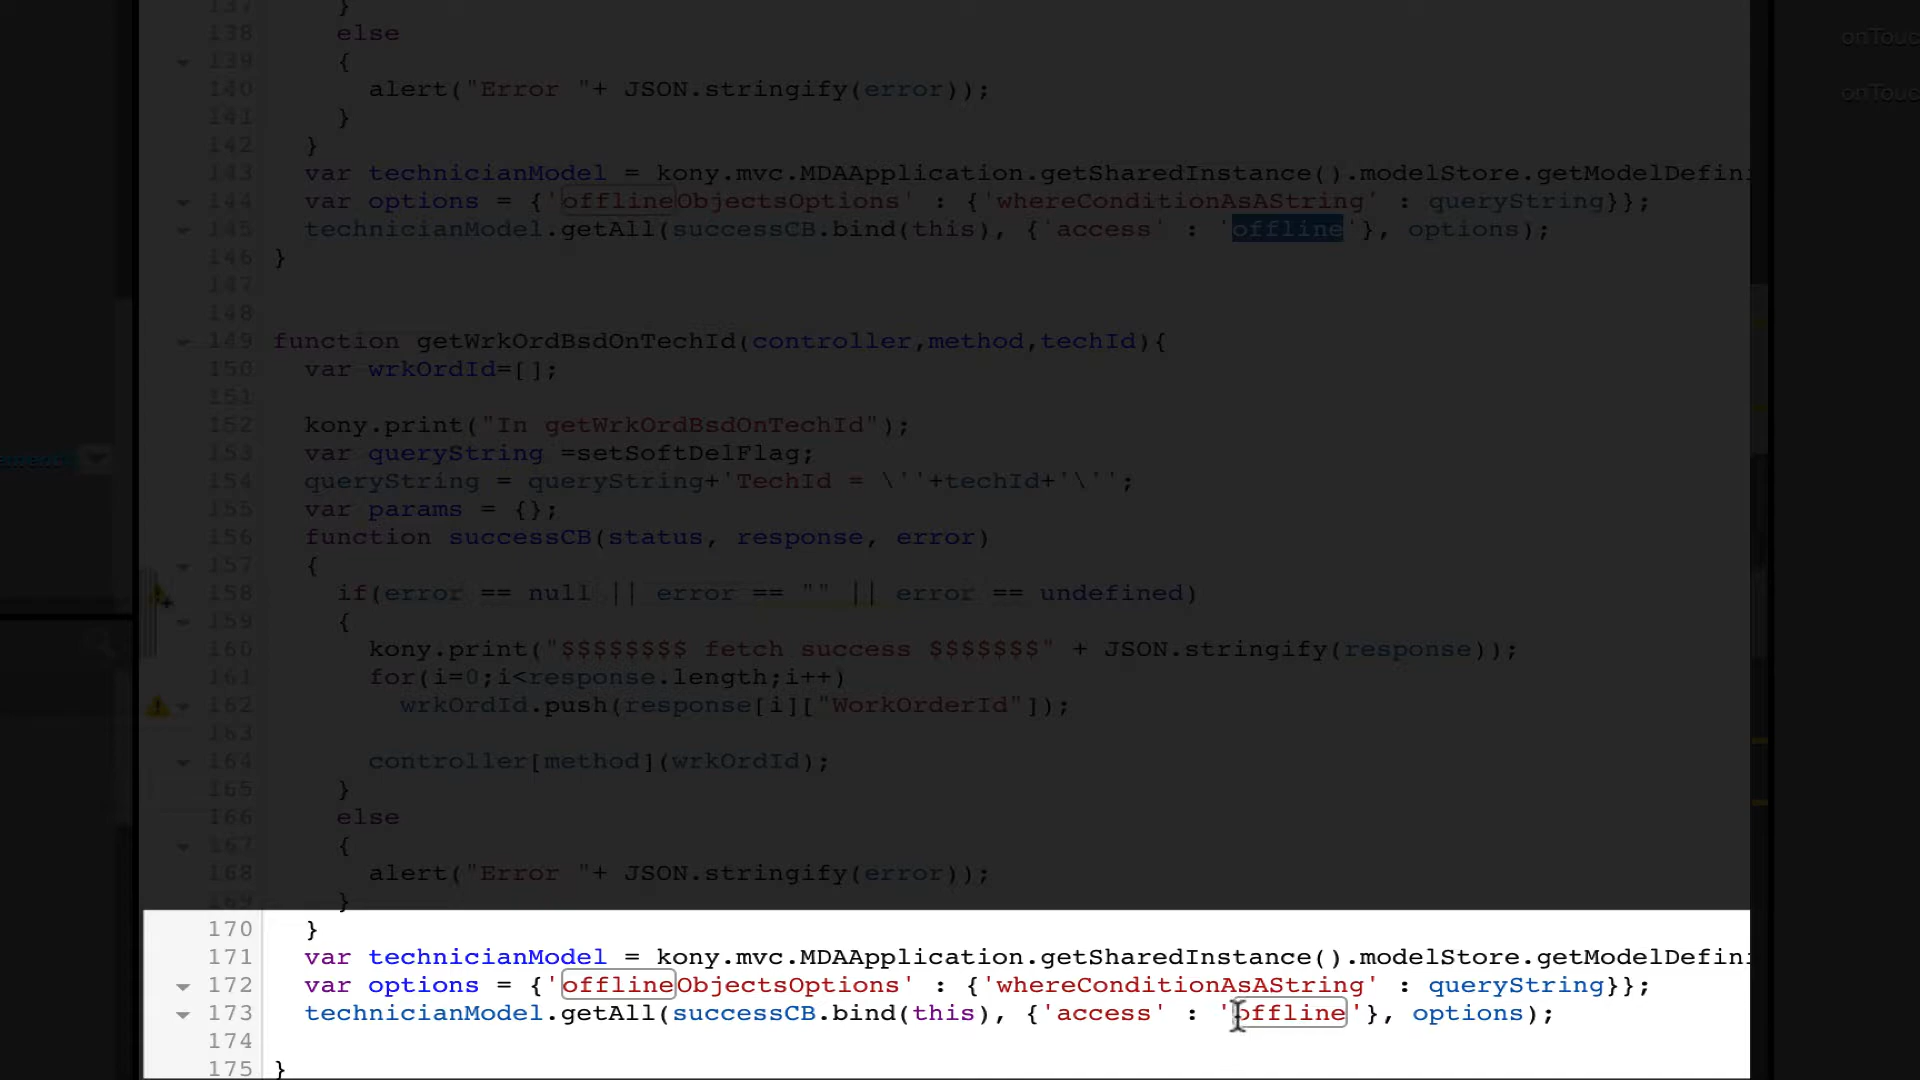 137 }
138 else
139 {
140 alert("Error "+ JSON.stringify(error));
141 }
142 }
143 var technicianModel = kony.mvc.MDAApplication.getSharedInstance().modelStore.getModelDefini
144 var options = {'offlineObjectsOptions' : {'whereConditionAsAString' : queryString}};
145 technicianModel.getAll(successCB.bind(this), {'access' : 'offline'}, options);
146 }
147
148
149 function getWrkOrdBsdOnTechId(controller,method,techId){
150 var wrkOrdId=[];
151
152 kony.print("In getWrkOrdBsdOnTechId");
153 var queryString =setSoftDelFlag;
154 queryString = queryString+'TechId = \''+techId+'\'';
155 var params = {};
156 function successCB(status, response, error)
157 {
158 if(error == null || error == "" || error == undefined)
159 {
160 kony.print("$$$$$$$$ fetch success $$$$$$$" + JSON.stringify(response));
161 for(i=0;i<response.length;i++)
162 wrkOrdId.push(response[i]["WorkOrderId"]);
163
164 controller[method](wrkOrdId);
165 }
166 else
167 {
168 alert("Error "+ JSON.stringify(error));
169 }
170 }
171 var technicianModel = kony.mvc.MDAApplication.getSharedInstance().modelStore.getModelDefini
172 var options = {'offlineObjectsOptions' : {'whereConditionAsAString' : queryString}};
173 technicianModel.getAll(successCB.bind(this), {'access' : 'offline'}, options);
174
175 }
onTouc
onTouc